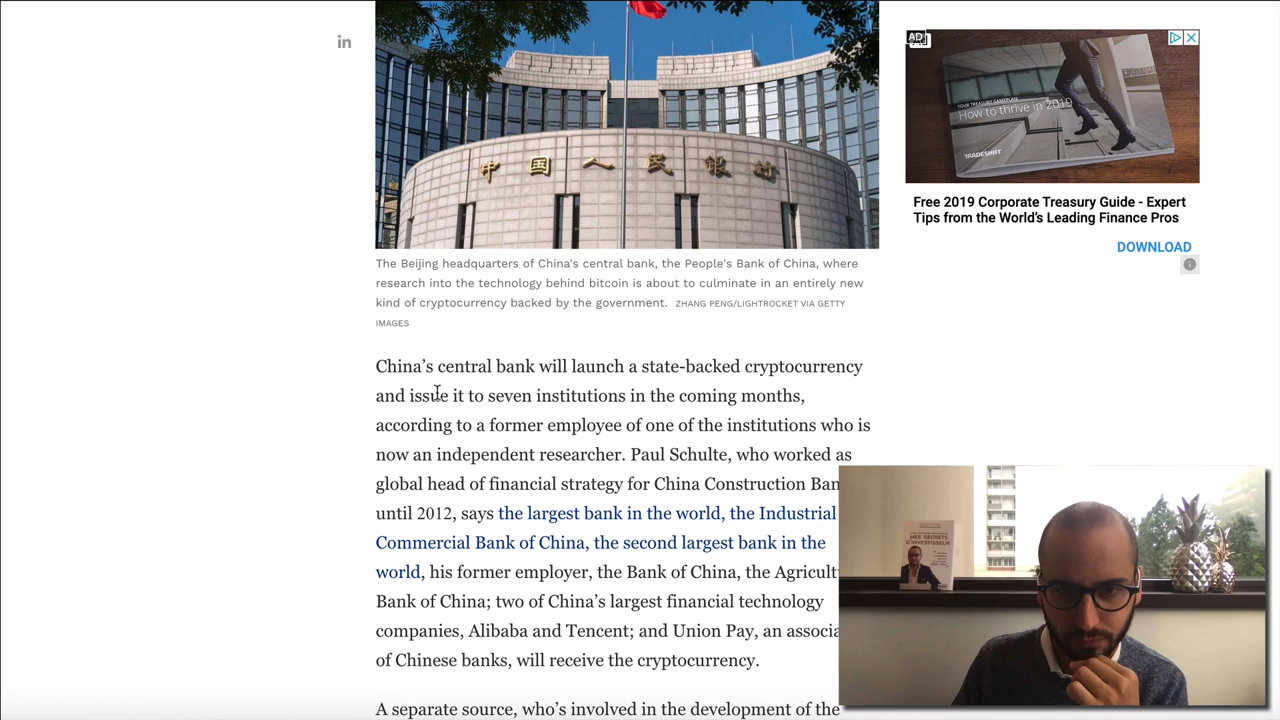 in
中国人民银行
The Beijing headquarters of China's central bank, the People's Bank of China, where
research into the technology behind bitcoin is about to culminate in an entirely new
kind of cryptocurrency backed by the government. ZHANG PENG/LIGHTROCKET VIA GETTY
IMAGES
China’s central bank will launch a state-backed cryptocurrency
and issue it to seven institutions in the coming months,
according to a former employee of one of the institutions who is
now an independent researcher. Paul Schulte, who worked as
global head of financial strategy for China Construction Ban
until 2012, says the largest bank in the world, the Industrial
Commercial Bank of China, the second largest bank in the
world, his former employer, the Bank of China, the Agricult
Bank of China; two of China’s largest financial technology
companies, Alibaba and Tencent; and Union Pay, an associa
of Chinese banks, will receive the cryptocurrency.
A separate source, who’s involved in the development of the
AD
YOUR TREASURY GAMEPLAN
How to thrive in 2019
TRADESHIFT
Free 2019 Corporate Treasury Guide - Expert
Tips from the World’s Leading Finance Pros
DOWNLOAD
MES SECRETS
D'INVESTISSEUR